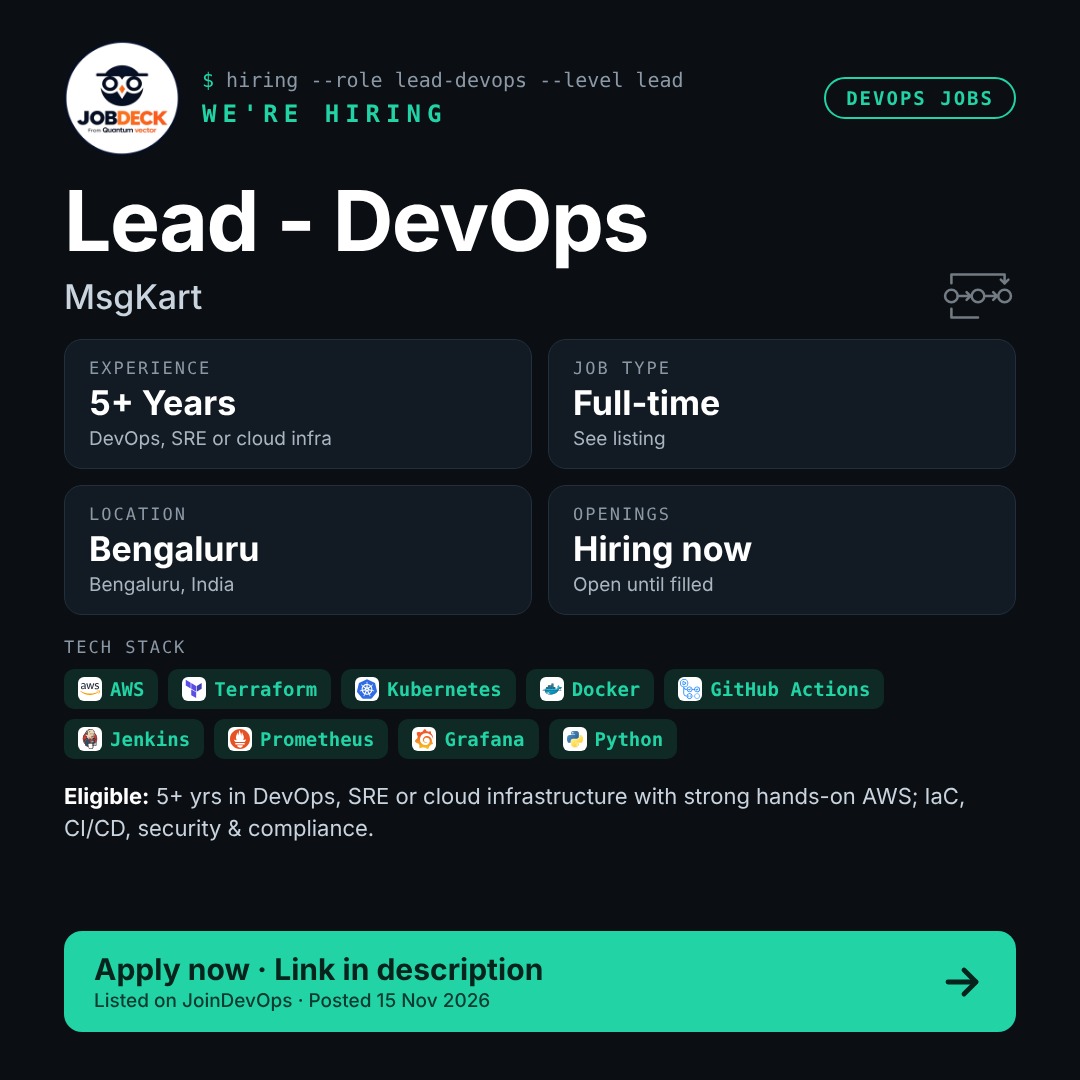 JOBDECK
From Quantum vector
$ hiring --role lead-devops --level lead
WE'RE HIRING
DEVOPS JOBS
Lead - DevOps
MsgKart
EXPERIENCE
5+ Years
DevOps, SRE or cloud infra
JOB TYPE
Full-time
See listing
LOCATION
Bengaluru
Bengaluru, India
OPENINGS
Hiring now
Open until filled
TECH STACK
aws AWS Terraform Kubernetes Docker GitHub Actions
Jenkins Prometheus Grafana Python
Eligible: 5+ yrs in DevOps, SRE or cloud infrastructure with strong hands-on AWS; IaC,
CI/CD, security & compliance.
Apply now · Link in description
Listed on JoinDevOps · Posted 15 Nov 2026